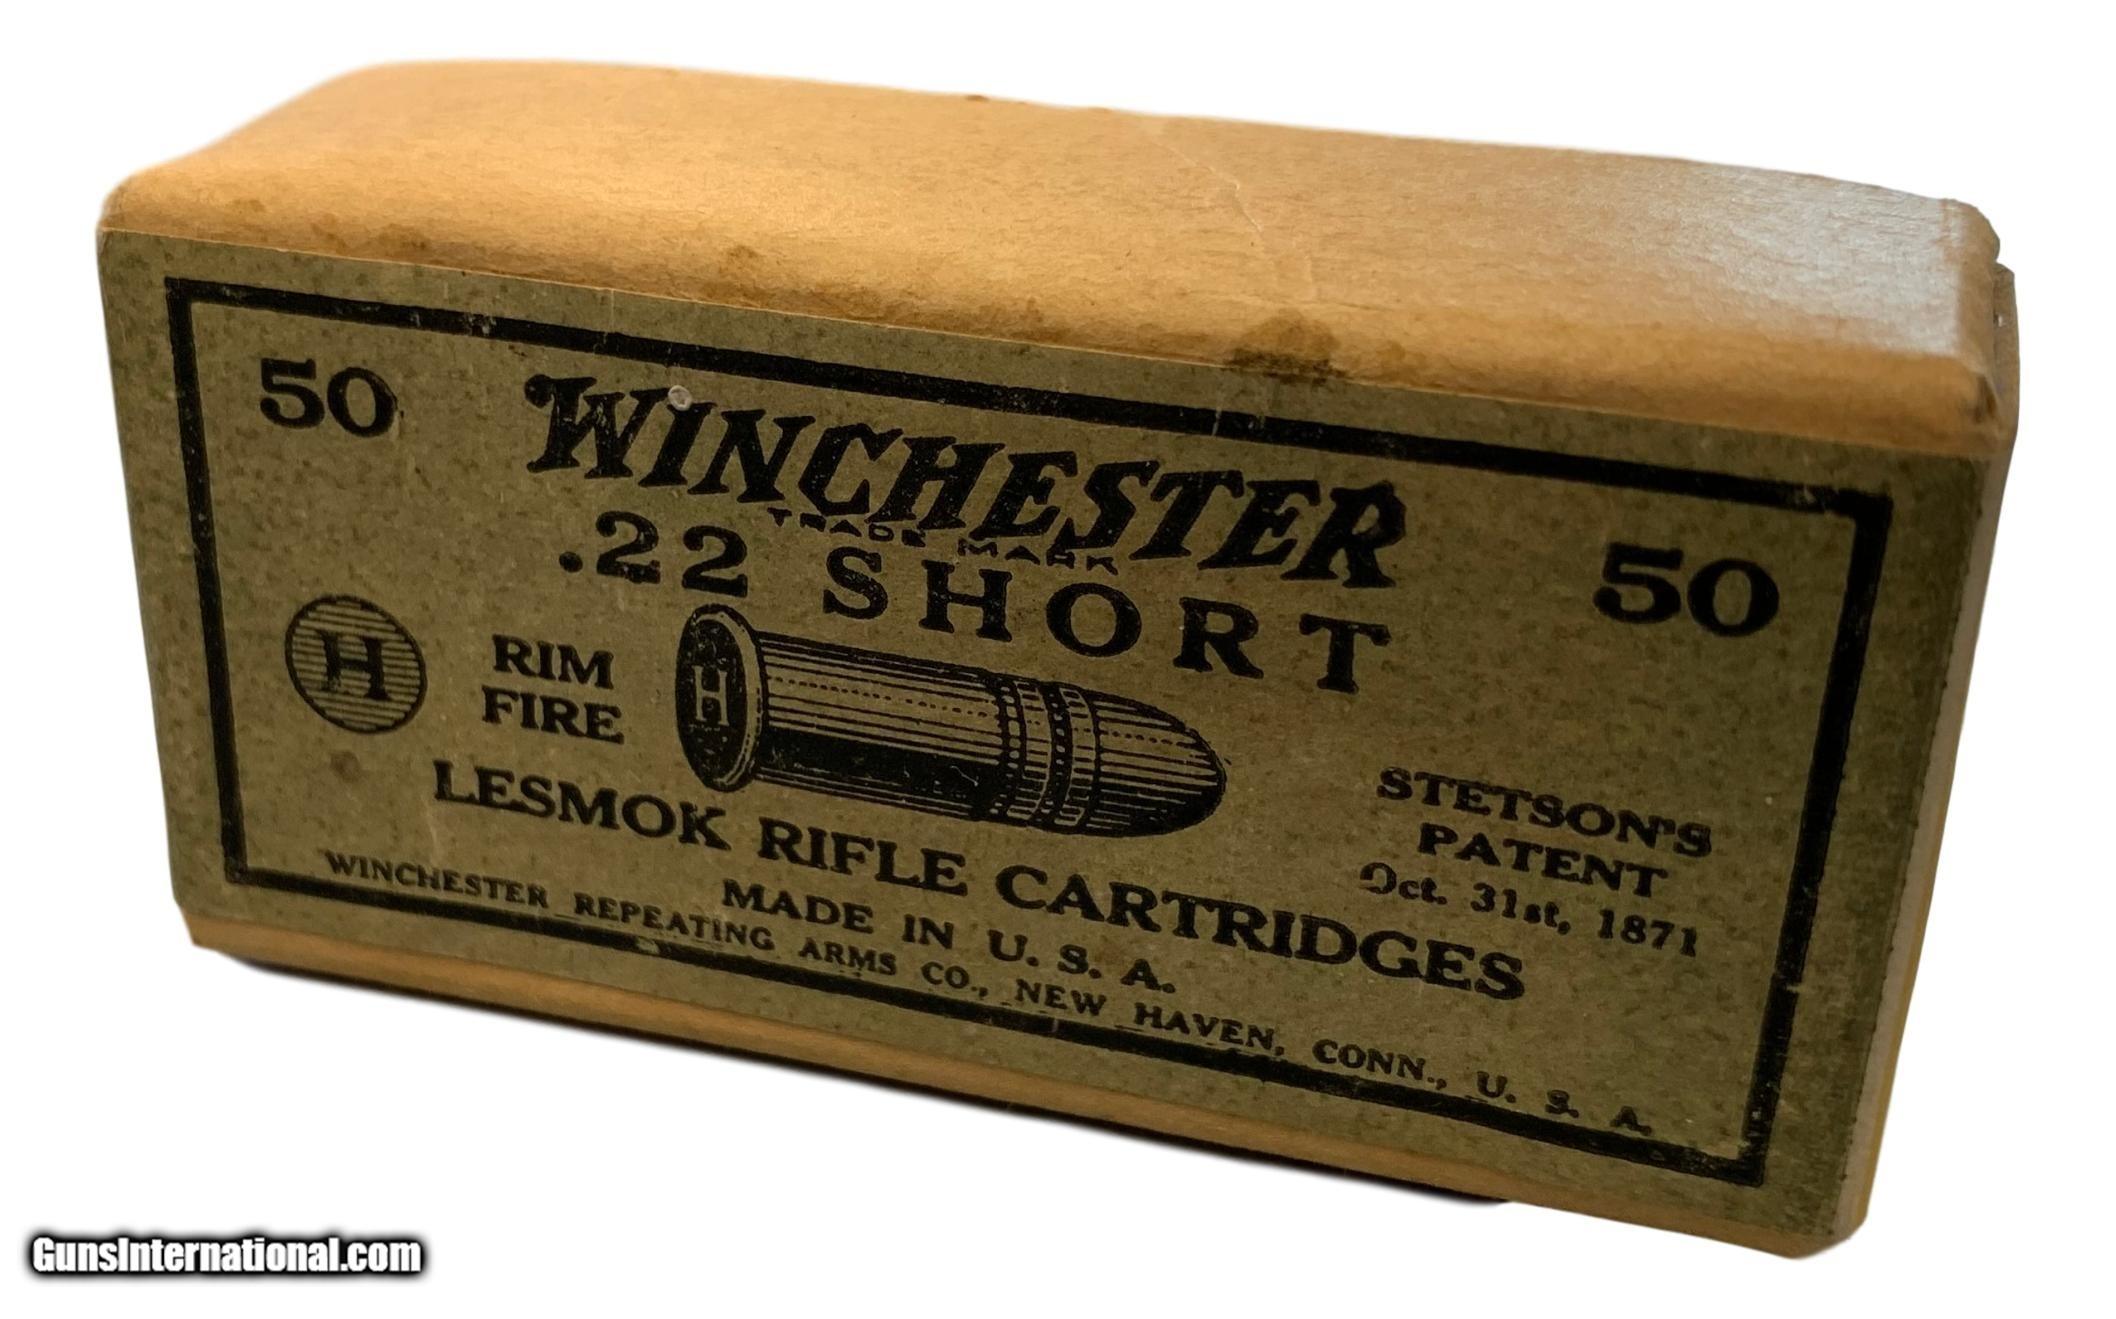 50 WINCHESTER 50
TRADE MARK
.22 SHORT
H RIM FIRE H
LESMOK RIFLE CARTRIDGES
STETSON'S
PATENT
Oct. 31st, 1871
MADE IN U. S. A.
WINCHESTER REPEATING ARMS CO., NEW HAVEN, CONN., U. S. A.
GunsInternational.com